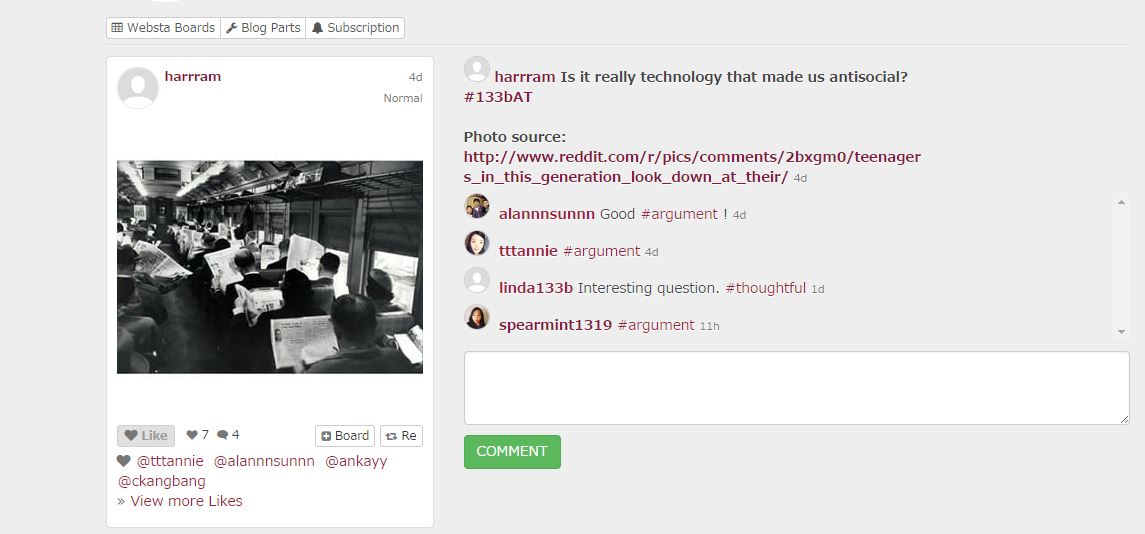 Websta Boards Blog Parts Subscription
harrram 4d
Normal
Like 7 4 Board Re
@tttannie @alannnsunnn @ankayy
@ckangbang
» View more Likes
harrram Is it really technology that made us antisocial?
#133bAT
Photo source:
http://www.reddit.com/r/pics/comments/2bxgm0/teenager
s_in_this_generation_look_down_at_their/ 4d
alannnsunnn Good #argument ! 4d
tttannie #argument 4d
linda133b Interesting question. #thoughtful 1d
spearmint1319 #argument 11h
COMMENT